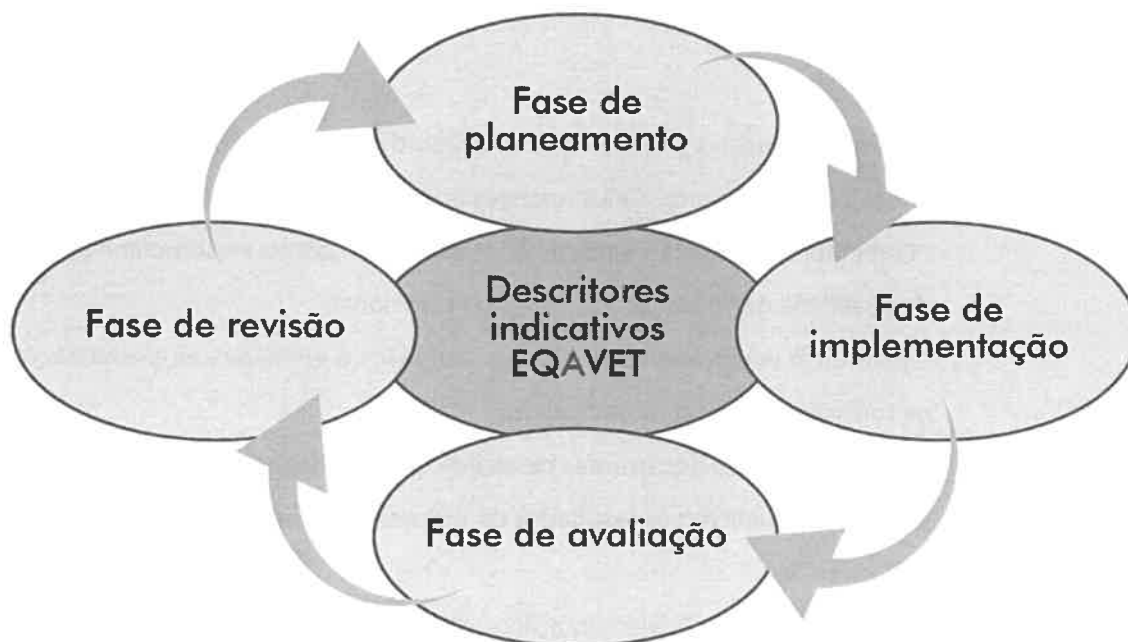 Fase de
planeamento
Descritores
indicativos
EQAVET
Fase de revisão
Fase de
implementação
Fase de avaliação